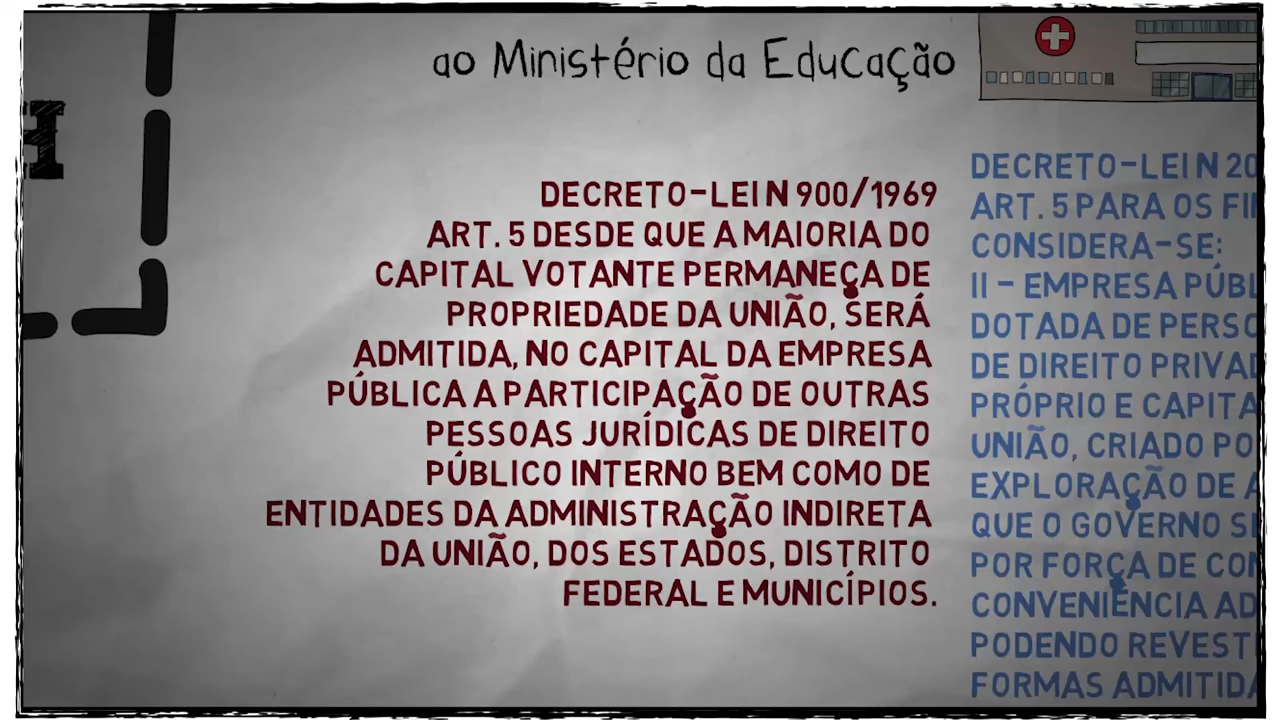 ao Ministério da Educação
H
DECRETO-LEI N 900/1969
ART. 5 DESDE QUE A MAIORIA DO
CAPITAL VOTANTE PERMANEÇA DE
PROPRIEDADE DA UNIÃO, SERÁ
ADMITIDA, NO CAPITAL DA EMPRESA
PÚBLICA A PARTICIPAÇÃO DE OUTRAS
PESSOAS JURÍDICAS DE DIREITO
PÚBLICO INTERNO BEM COMO DE
ENTIDADES DA ADMINISTRAÇÃO INDIRETA
DA UNIÃO, DOS ESTADOS, DISTRITO
FEDERAL E MUNICÍPIOS.
DECRETO-LEI N 20
ART. 5 PARA OS
CONSIDERA-SE:
II - EMPRESA
DOTADA DE
DE DIREITO
PRÓPRIO E
UNIÃO, CRIADO
EXPLORAÇÃO DE
QUE O GOVERNO
POR FORÇA DE
CONVENIÊNCIA
PODENDO
FORMAS